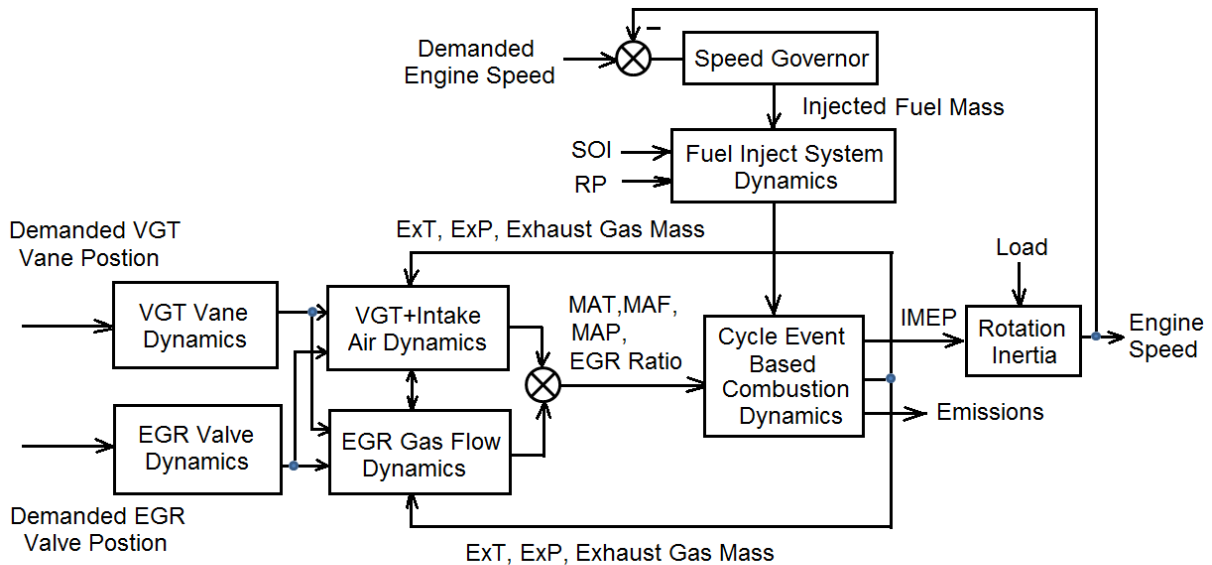 Demanded
Engine Speed
–
Speed Governor
Injected Fuel Mass
SOI
RP
Fuel Inject System
Dynamics
Demanded VGT
Vane Postion
ExT, ExP, Exhaust Gas Mass
Load
VGT Vane
Dynamics
VGT+Intake
Air Dynamics
MAT,MAF,
MAP,
EGR Ratio
Cycle Event
Based
Combustion
Dynamics
IMEP
Rotation
Inertia
Engine
Speed
Emissions
EGR Valve
Dynamics
EGR Gas Flow
Dynamics
Demanded EGR
Valve Postion
ExT, ExP, Exhaust Gas Mass